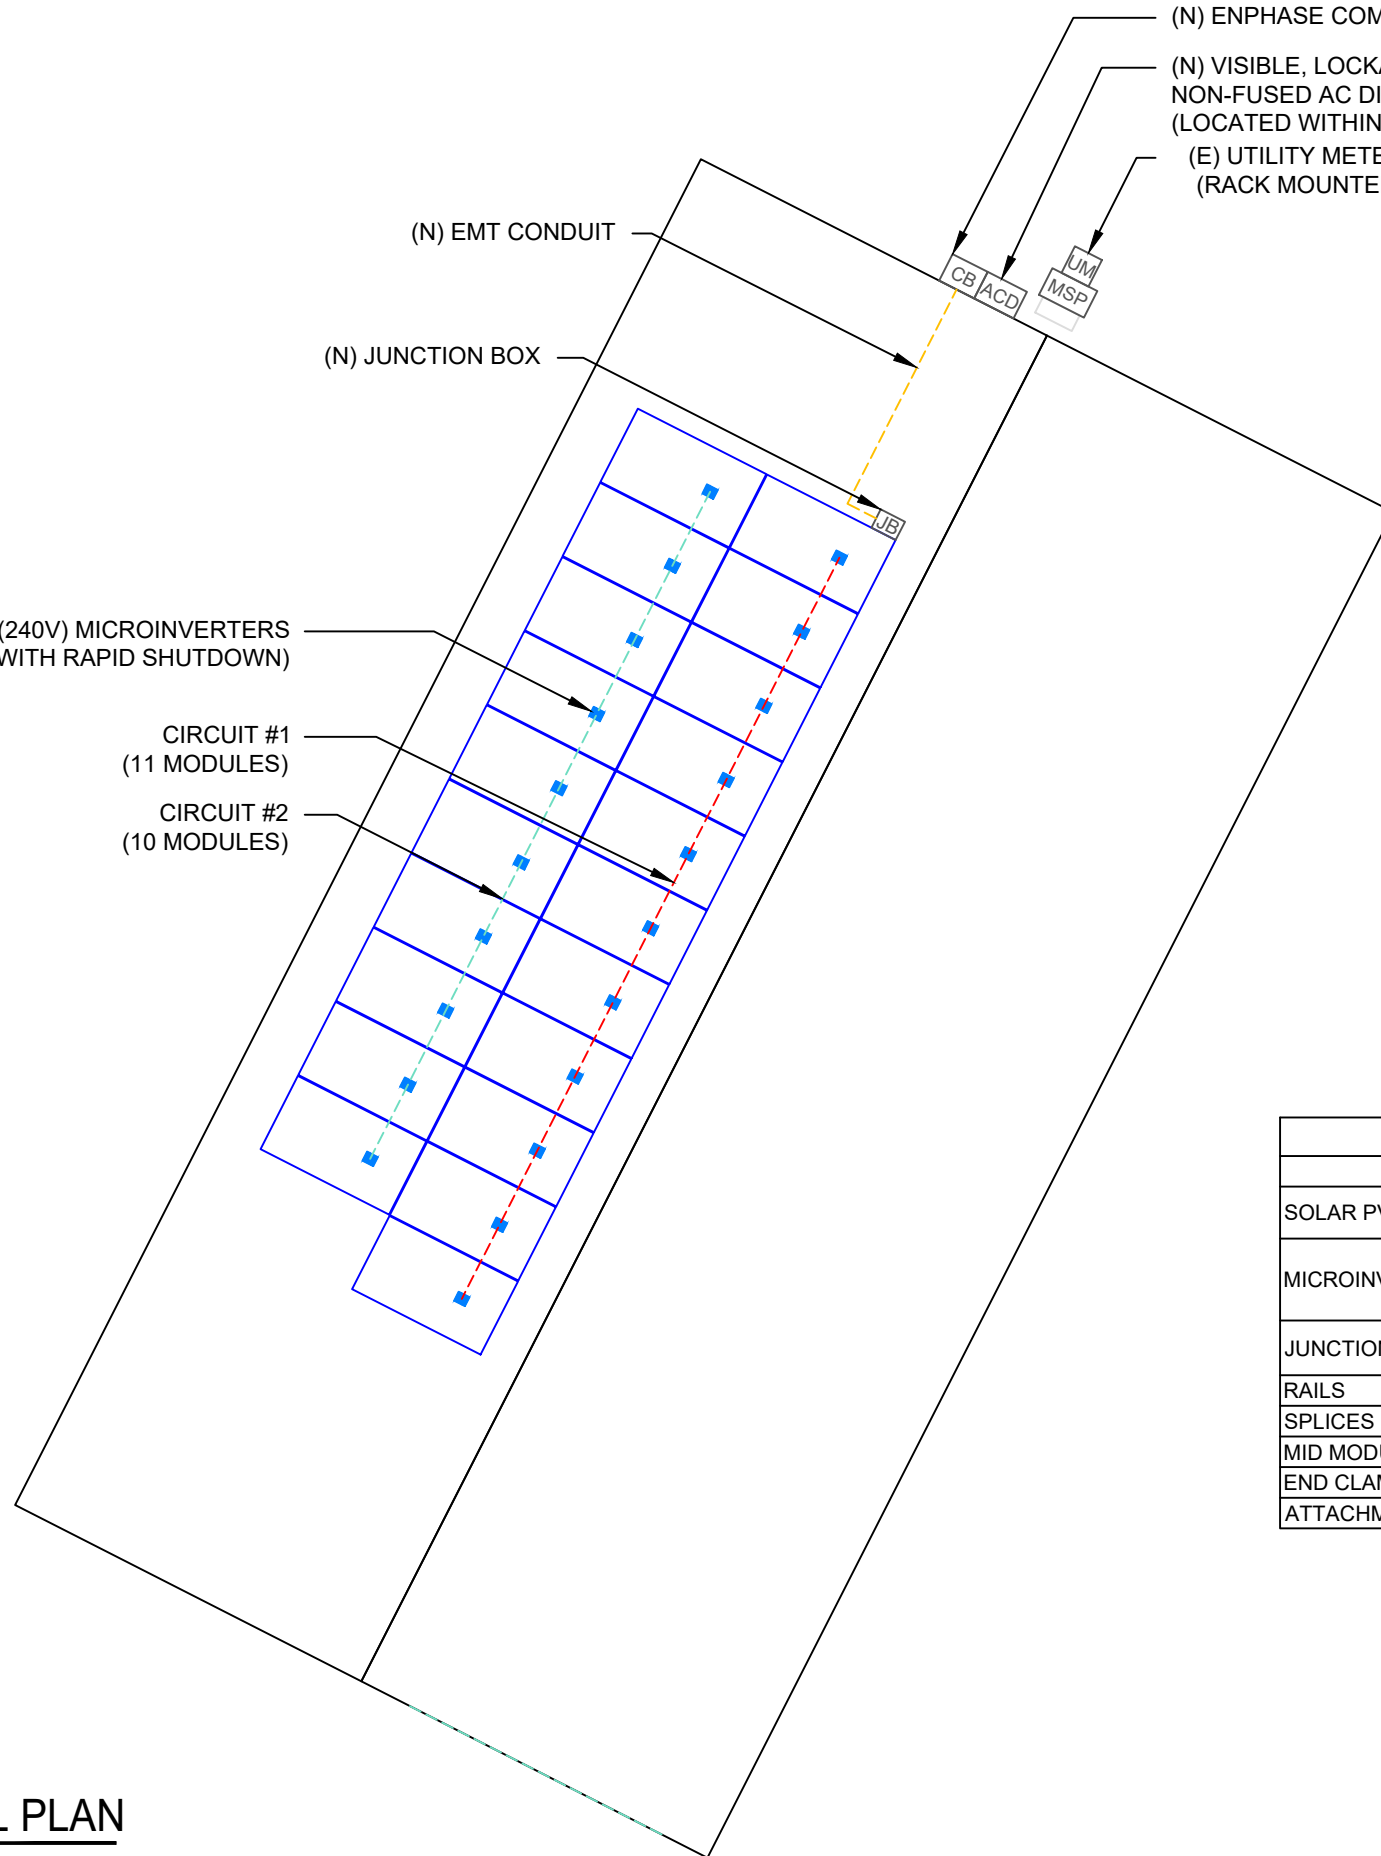 (N) ENPHASE COM
(N) VISIBLE, LOCKA
NON-FUSED AC DI
(LOCATED WITHIN
(E) UTILITY METE
(RACK MOUNTE
(N) EMT CONDUIT
UM
CB
ACD
MSP
(N) JUNCTION BOX
JB
(240V) MICROINVERTERS
WITH RAPID SHUTDOWN)
CIRCUIT #1
(11 MODULES)
CIRCUIT #2
(10 MODULES)
SOLAR PV
MICROINV
JUNCTION
RAILS
SPLICES
MID MODU
END CLAM
ATTACHM
L PLAN